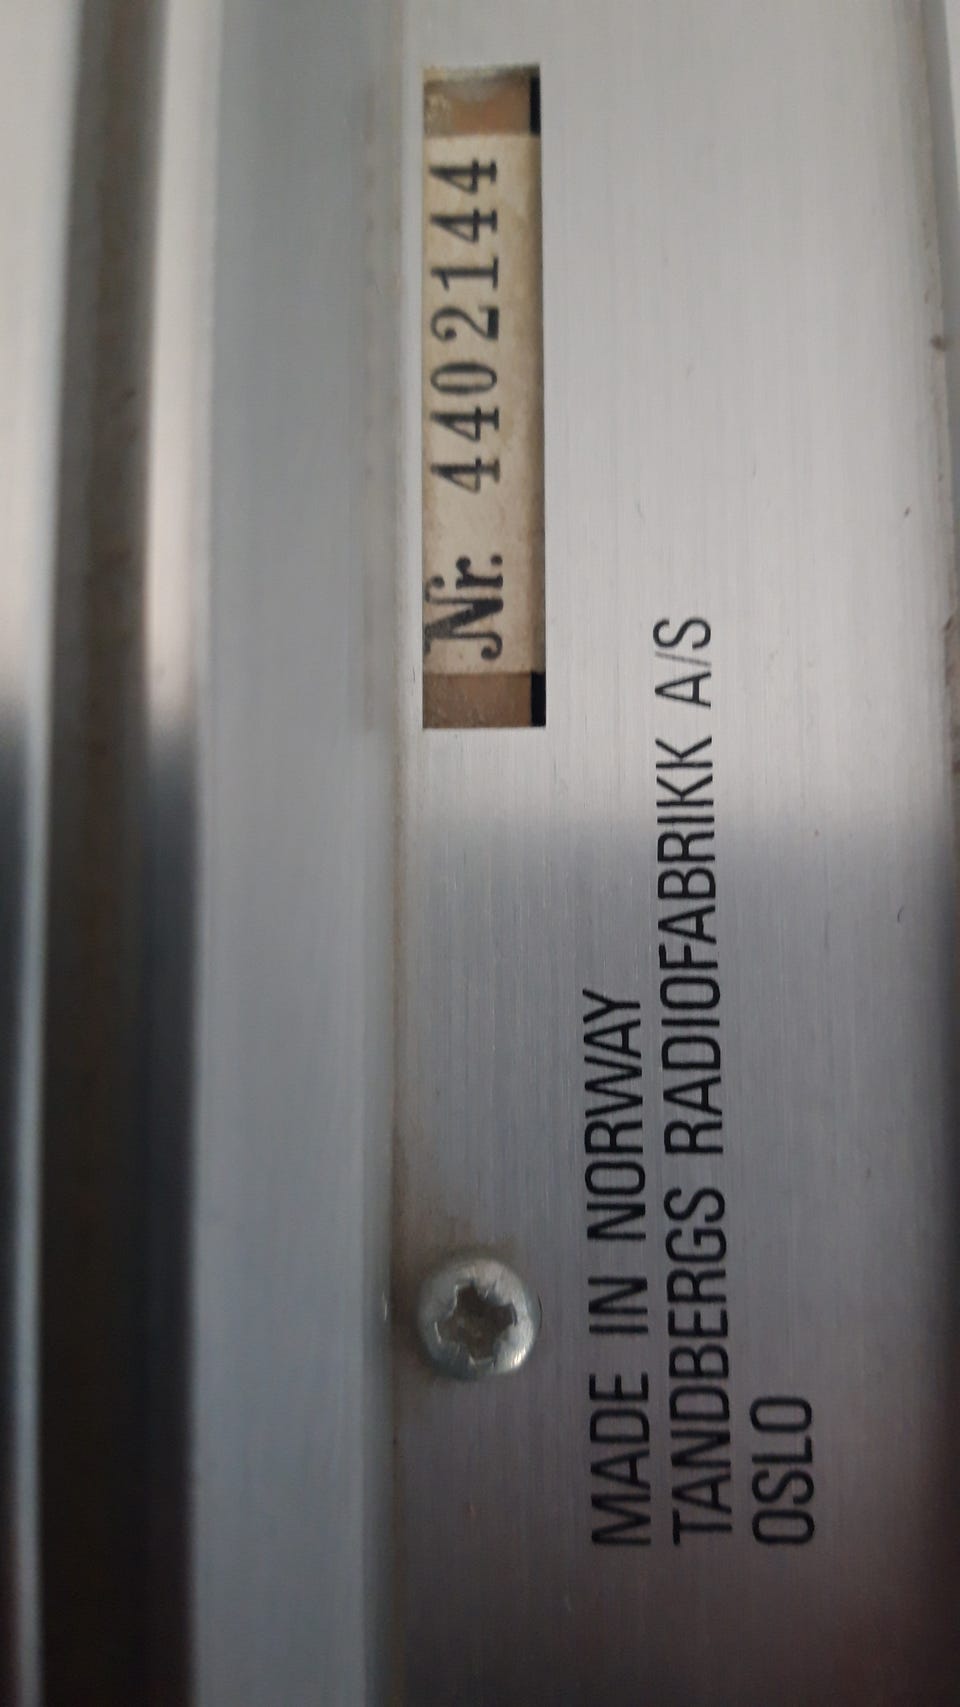 Nr. 4402144
MADE IN NORWAY
TANDBERGS RADIOFABRIKK A/S
OSLO